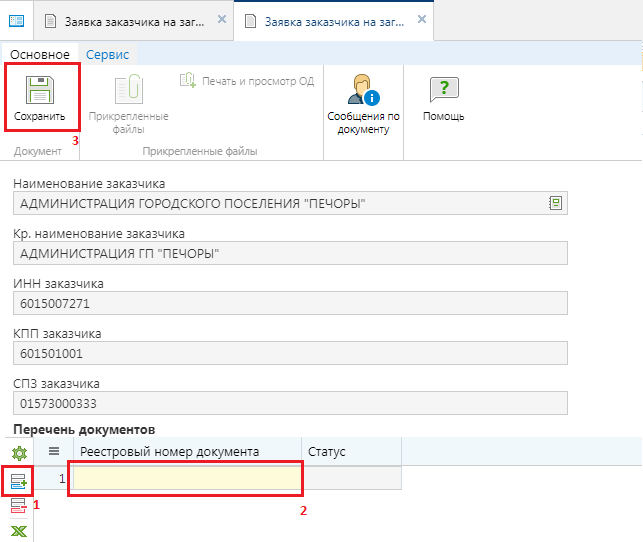 Заявка заказчика на заг...
Заявка заказчика на заг...
Основное Сервис
Сохранить
Прикрепленные файлы
Печать и просмотр ОД
Сообщения по документу
Помощь
3
Документ
Прикрепленные файлы
Наименование заказчика
АДМИНИСТРАЦИЯ ГОРОДСКОГО ПОСЕЛЕНИЯ "ПЕЧОРЫ"
Кр. наименование заказчика
АДМИНИСТРАЦИЯ ГП "ПЕЧОРЫ"
ИНН заказчика
6015007271
КПП заказчика
601501001
СПЗ заказчика
01573000333
Перечень документов
Реестровый номер документа Статус
1
1
2